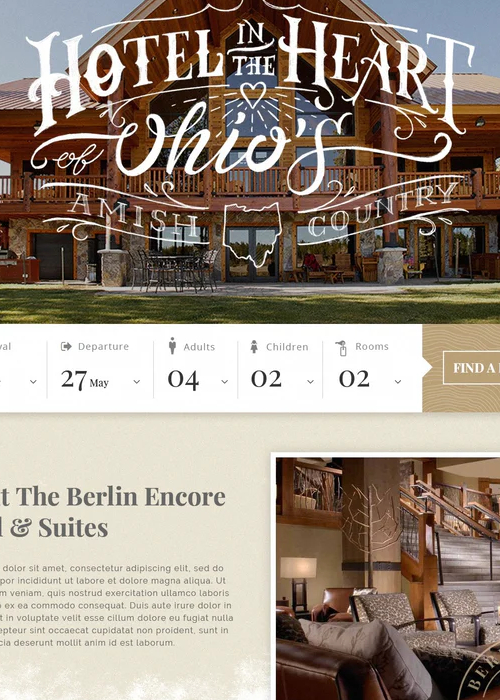 HOTEL IN THE HEART
of Ohio's
AMISH COUNTRY
val Departure Adults Children Rooms
27 May 04 02 02
FIND A
t The Berlin Encore
l & Suites
dolor sit amet, consectetur adipiscing elit, sed do
por incididunt ut labore et dolore magna aliqua. Ut
m veniam, quis nostrud exercitation ullamco laboris
o ex ea commodo consequat. Duis aute irure dolor in
t in voluptate velit esse cillum dolore eu fugiat nulla
epteur sint occaecat cupidatat non proident, sunt in
cia deserunt mollit anim id est laborum.
BE